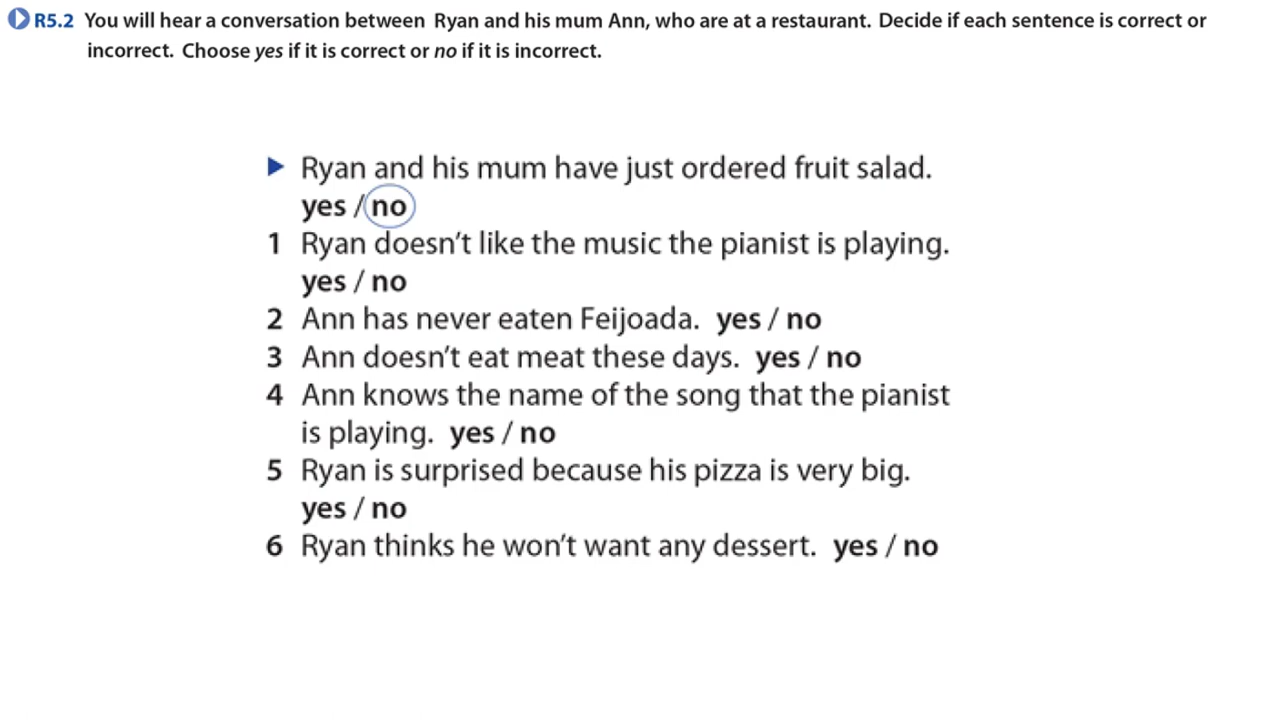 R5.2 You will hear a conversation between Ryan and his mum Ann, who are at a restaurant. Decide if each sentence is correct or
incorrect. Choose yes if it is correct or no if it is incorrect.
Ryan and his mum have just ordered fruit salad.
yes / no
1 Ryan doesn't like the music the pianist is playing.
yes / no
2 Ann has never eaten Feijoada. yes / no
3 Ann doesn't eat meat these days. yes / no
4 Ann knows the name of the song that the pianist
is playing. yes / no
5 Ryan is surprised because his pizza is very big.
yes / no
6 Ryan thinks he won't want any dessert. yes / no